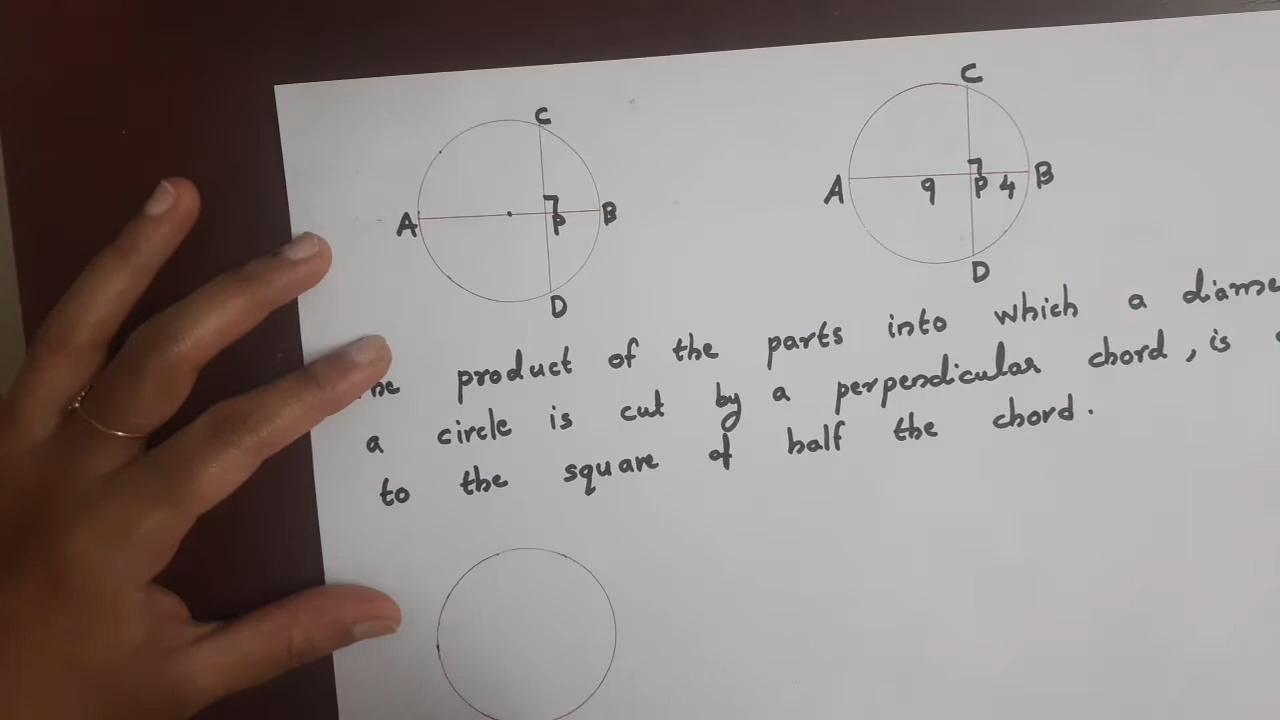 C
A
P
B
D
C
A
9
P
4
B
D
product of the parts into which a
a circle is cut by a perpendicular chord, is
to the square of half the chord.